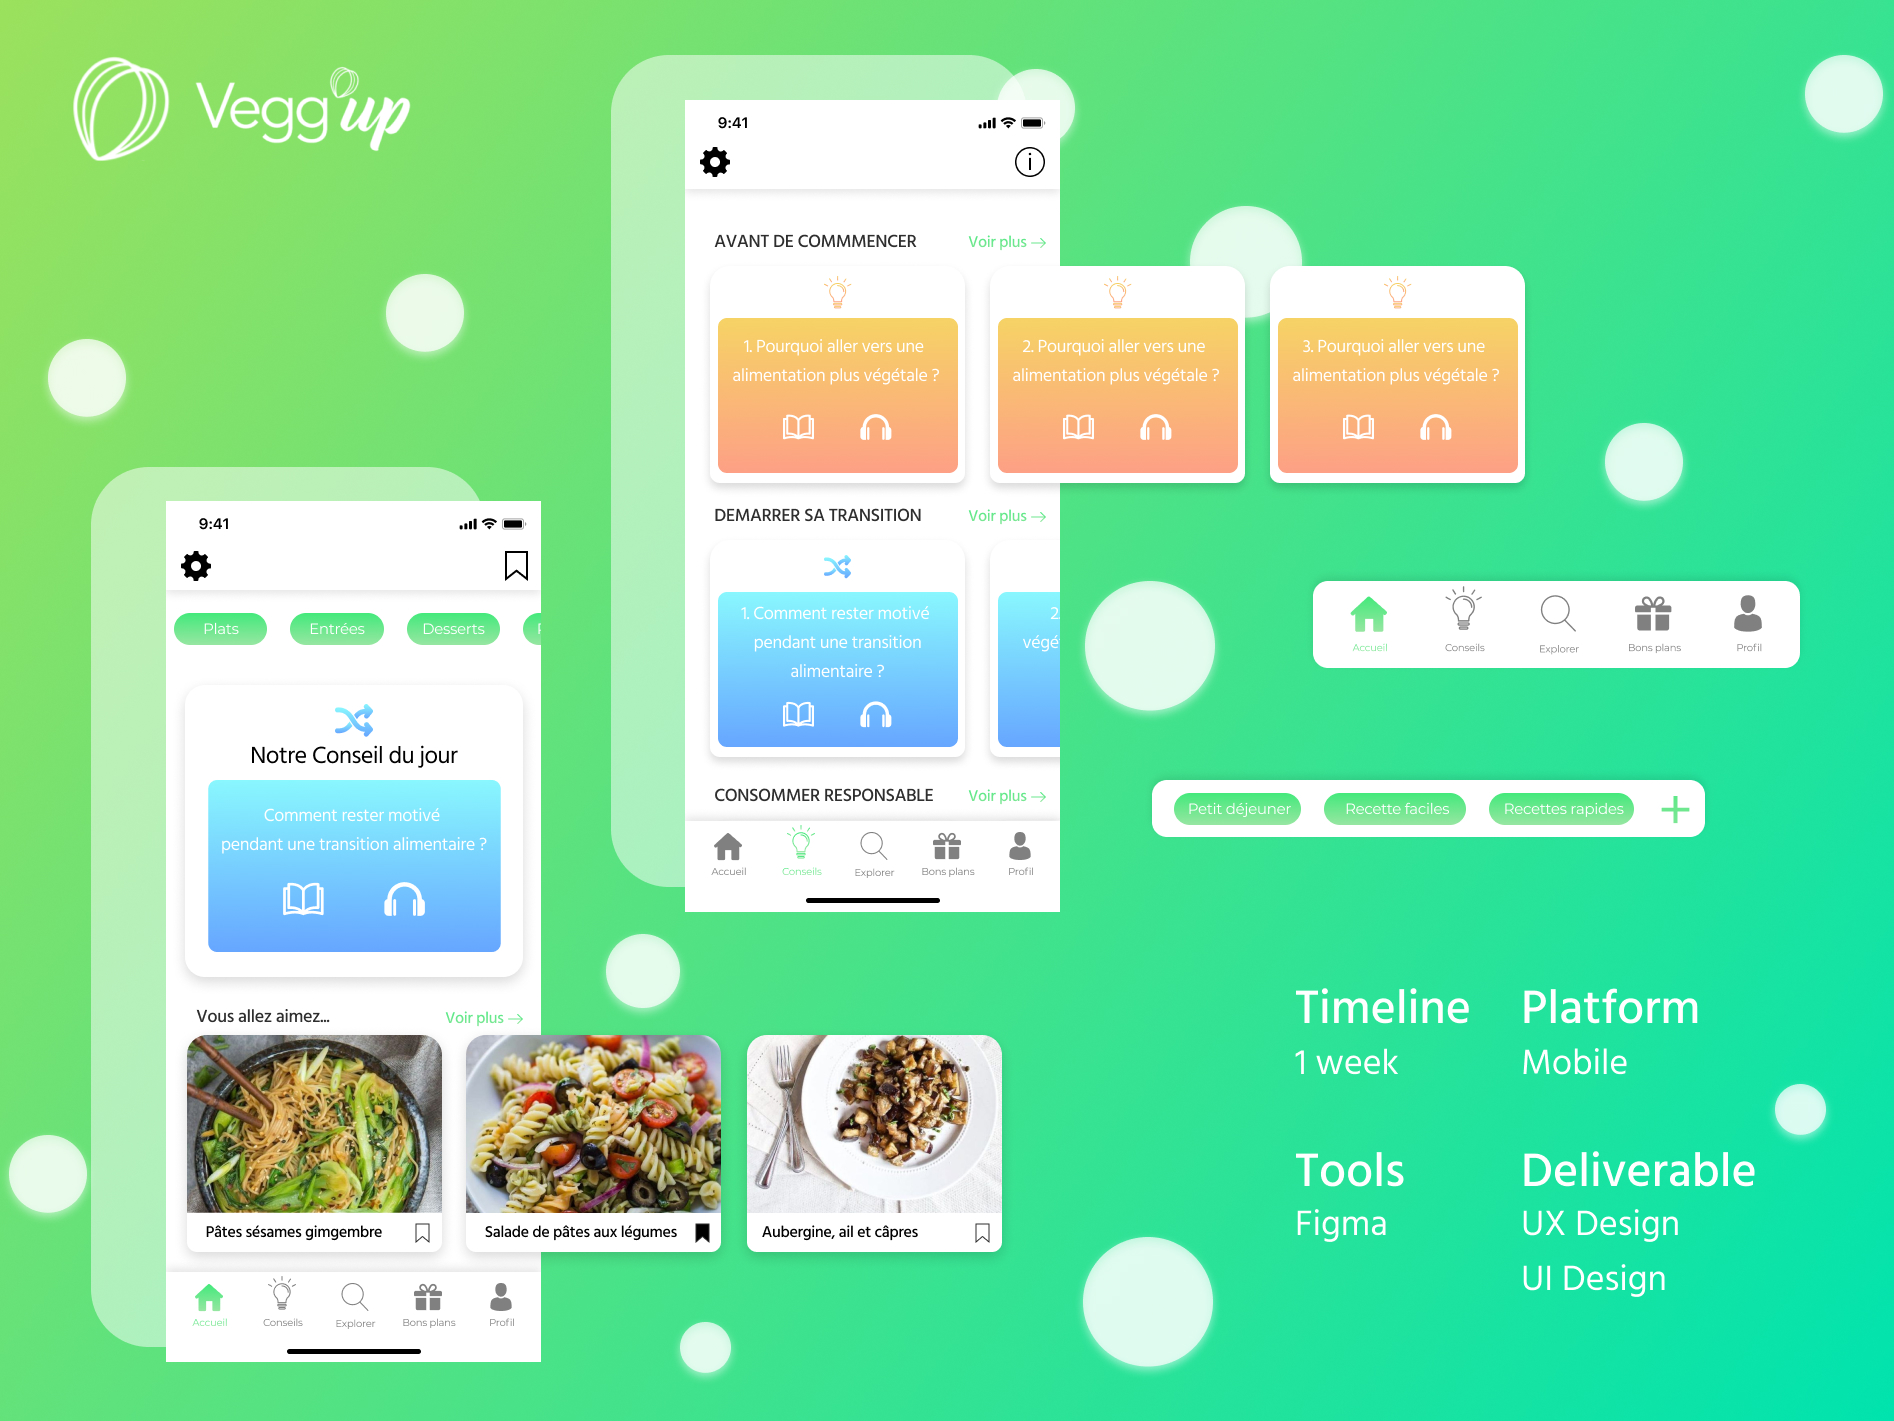 Vegg'up
9:41
AVANT DE COMMMENCER
Voir plus →
1. Pourquoi aller vers une
alimentation plus végétale ?
2. Pourquoi aller vers une
alimentation plus végétale ?
3. Pourquoi aller vers une
alimentation plus végétale ?
DEMARRER SA TRANSITION
Voir plus →
1. Comment rester motivé
pendant une transition
alimentaire ?
2.
végét
CONSOMMER RESPONSABLE
Voir plus →
Accueil
Conseils
Explorer
Bons plans
Profil
9:41
Plats
Entrées
Desserts
Notre Conseil du jour
Comment rester motivé
pendant une transition alimentaire ?
Vous allez aimez...
Voir plus →
Pâtes sésames gimgembre
Salade de pâtes aux légumes
Aubergine, ail et câpres
Accueil
Conseils
Explorer
Bons plans
Profil
Accueil
Conseils
Explorer
Bons plans
Profil
Petit déjeuner
Recette faciles
Recettes rapides
Timeline
1 week
Platform
Mobile
Tools
Figma
Deliverable
UX Design
UI Design